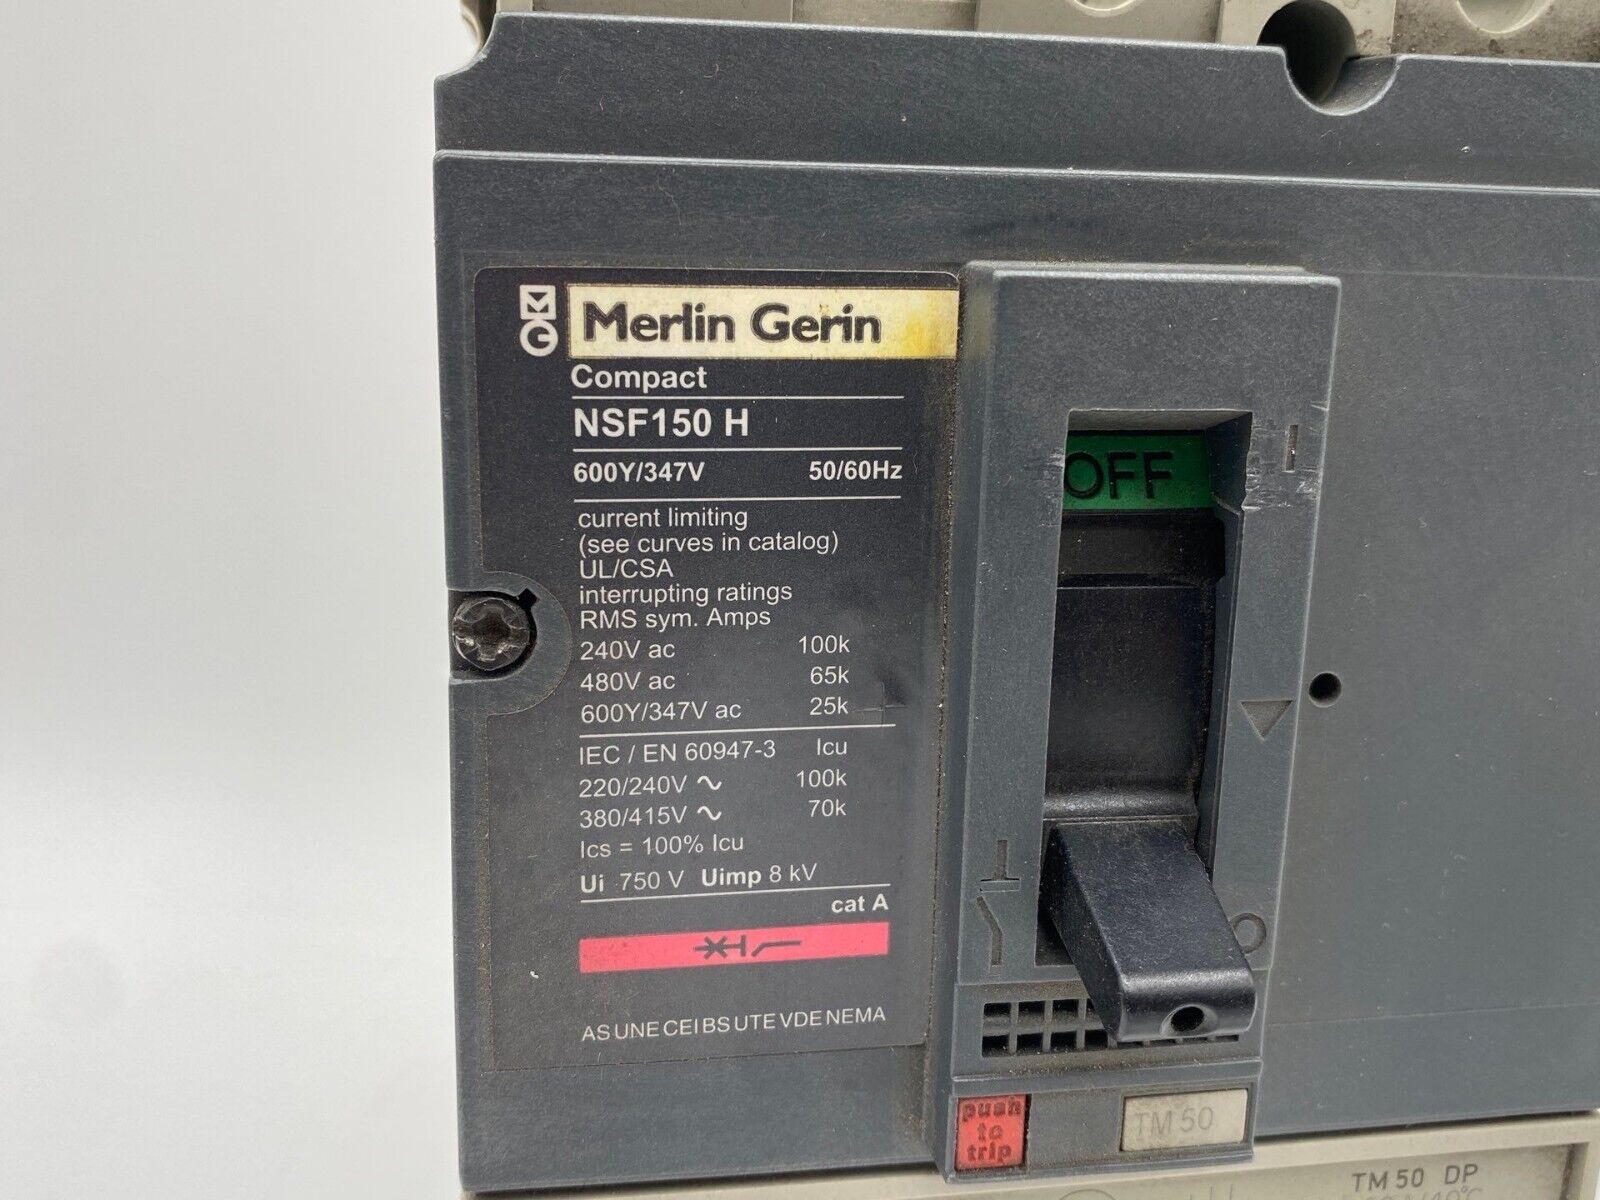 MG Merlin Gerin
Compact
NSF150 H
600Y/347V 50/60Hz
current limiting
(see curves in catalog)
UL/CSA
interrupting ratings
RMS sym. Amps
240V ac 100k
480V ac 65k
600Y/347V ac 25k
IEC / EN 60947-3 Icu
220/240V ∿ 100k
380/415V ∿ 70k
Ics = 100% Icu
Ui 750 V Uimp 8 kV
cat A
AS UNE CEI BS UTE VDE NEMA
OFF
I
O
push
to
trip
TM 50
TM 50 DP